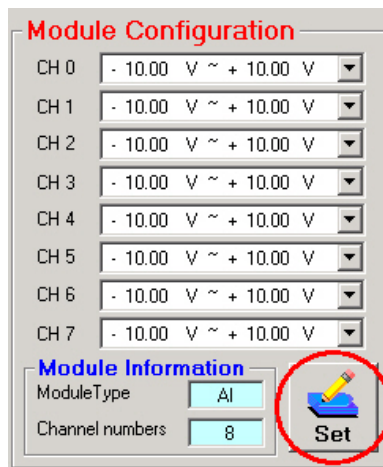 Module Configuration
CH 0 - 10.00 V ~ + 10.00 V
CH 1 - 10.00 V ~ + 10.00 V
CH 2 - 10.00 V ~ + 10.00 V
CH 3 - 10.00 V ~ + 10.00 V
CH 4 - 10.00 V ~ + 10.00 V
CH 5 - 10.00 V ~ + 10.00 V
CH 6 - 10.00 V ~ + 10.00 V
CH 7 - 10.00 V ~ + 10.00 V
Module Information
ModuleType AI
Channel numbers 8
Set